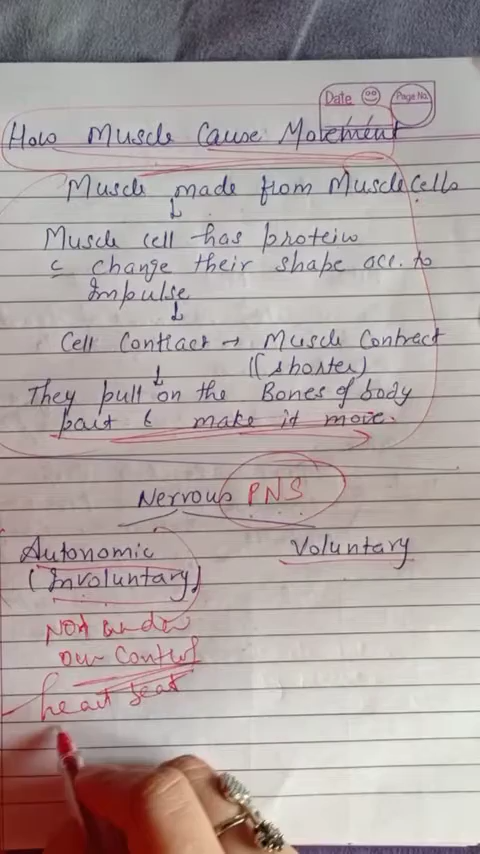 Date Page No.
How Muscle Cause Movement
Muscle made from Muscle Cells
↓
Muscle cell has protein
c change their shape acc. to
Impulse
↓
Cell Contract → Muscle Contract
↓ (shorter)
They pull on the Bones of body
part & make it move.
Nervous PNS
Autonomic Voluntary
(Involuntary)
Not under
our Control
- heart beat